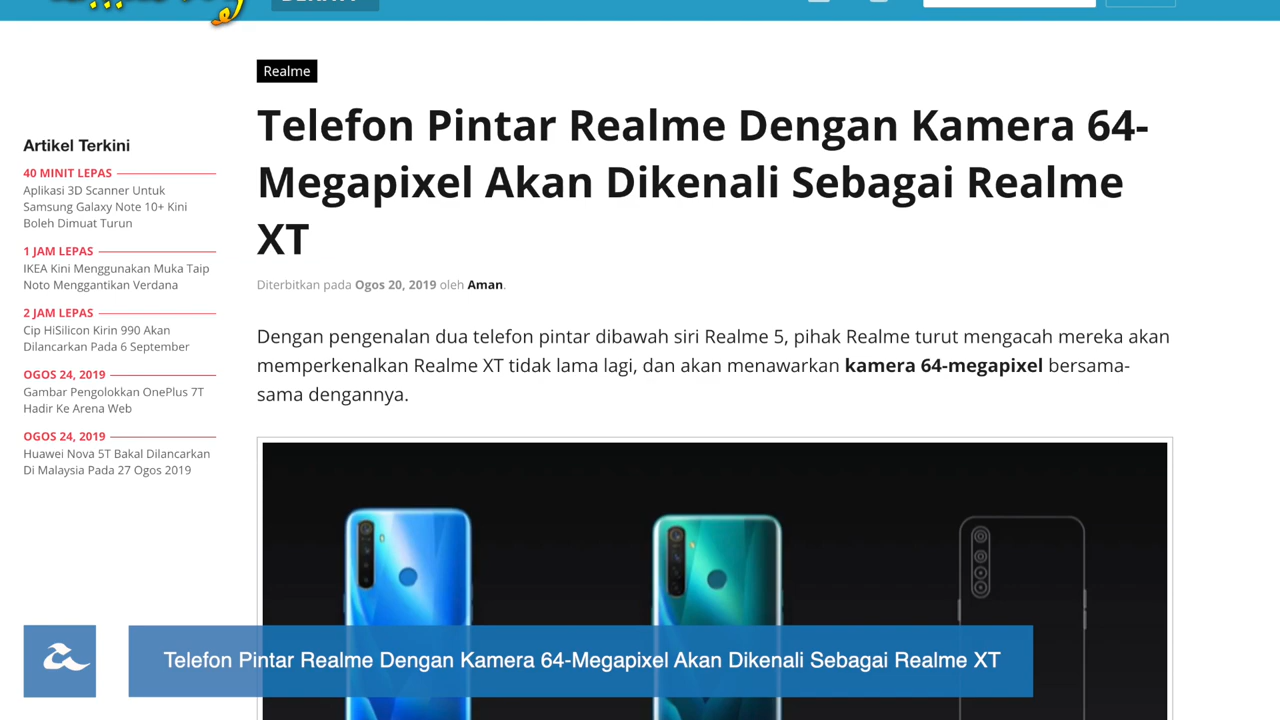 Realme
Telefon Pintar Realme Dengan Kamera 64-
Megapixel Akan Dikenali Sebagai Realme
XT
Diterbitkan pada Ogos 20, 2019 oleh Aman.
Dengan pengenalan dua telefon pintar dibawah siri Realme 5, pihak Realme turut mengacah mereka akan
memperkenalkan Realme XT tidak lama lagi, dan akan menawarkan kamera 64-megapixel bersama-
sama dengannya.
Artikel Terkini
40 MINIT LEPAS
Aplikasi 3D Scanner Untuk
Samsung Galaxy Note 10+ Kini
Boleh Dimuat Turun
1 JAM LEPAS
IKEA Kini Menggunakan Muka Taip
Noto Menggantikan Verdana
2 JAM LEPAS
Cip HiSilicon Kirin 990 Akan
Dilancarkan Pada 6 September
OGOS 24, 2019
Gambar Pengolokkan OnePlus 7T
Hadir Ke Arena Web
OGOS 24, 2019
Huawei Nova 5T Bakal Dilancarkan
Di Malaysia Pada 27 Ogos 2019
Telefon Pintar Realme Dengan Kamera 64-Megapixel Akan Dikenali Sebagai Realme XT